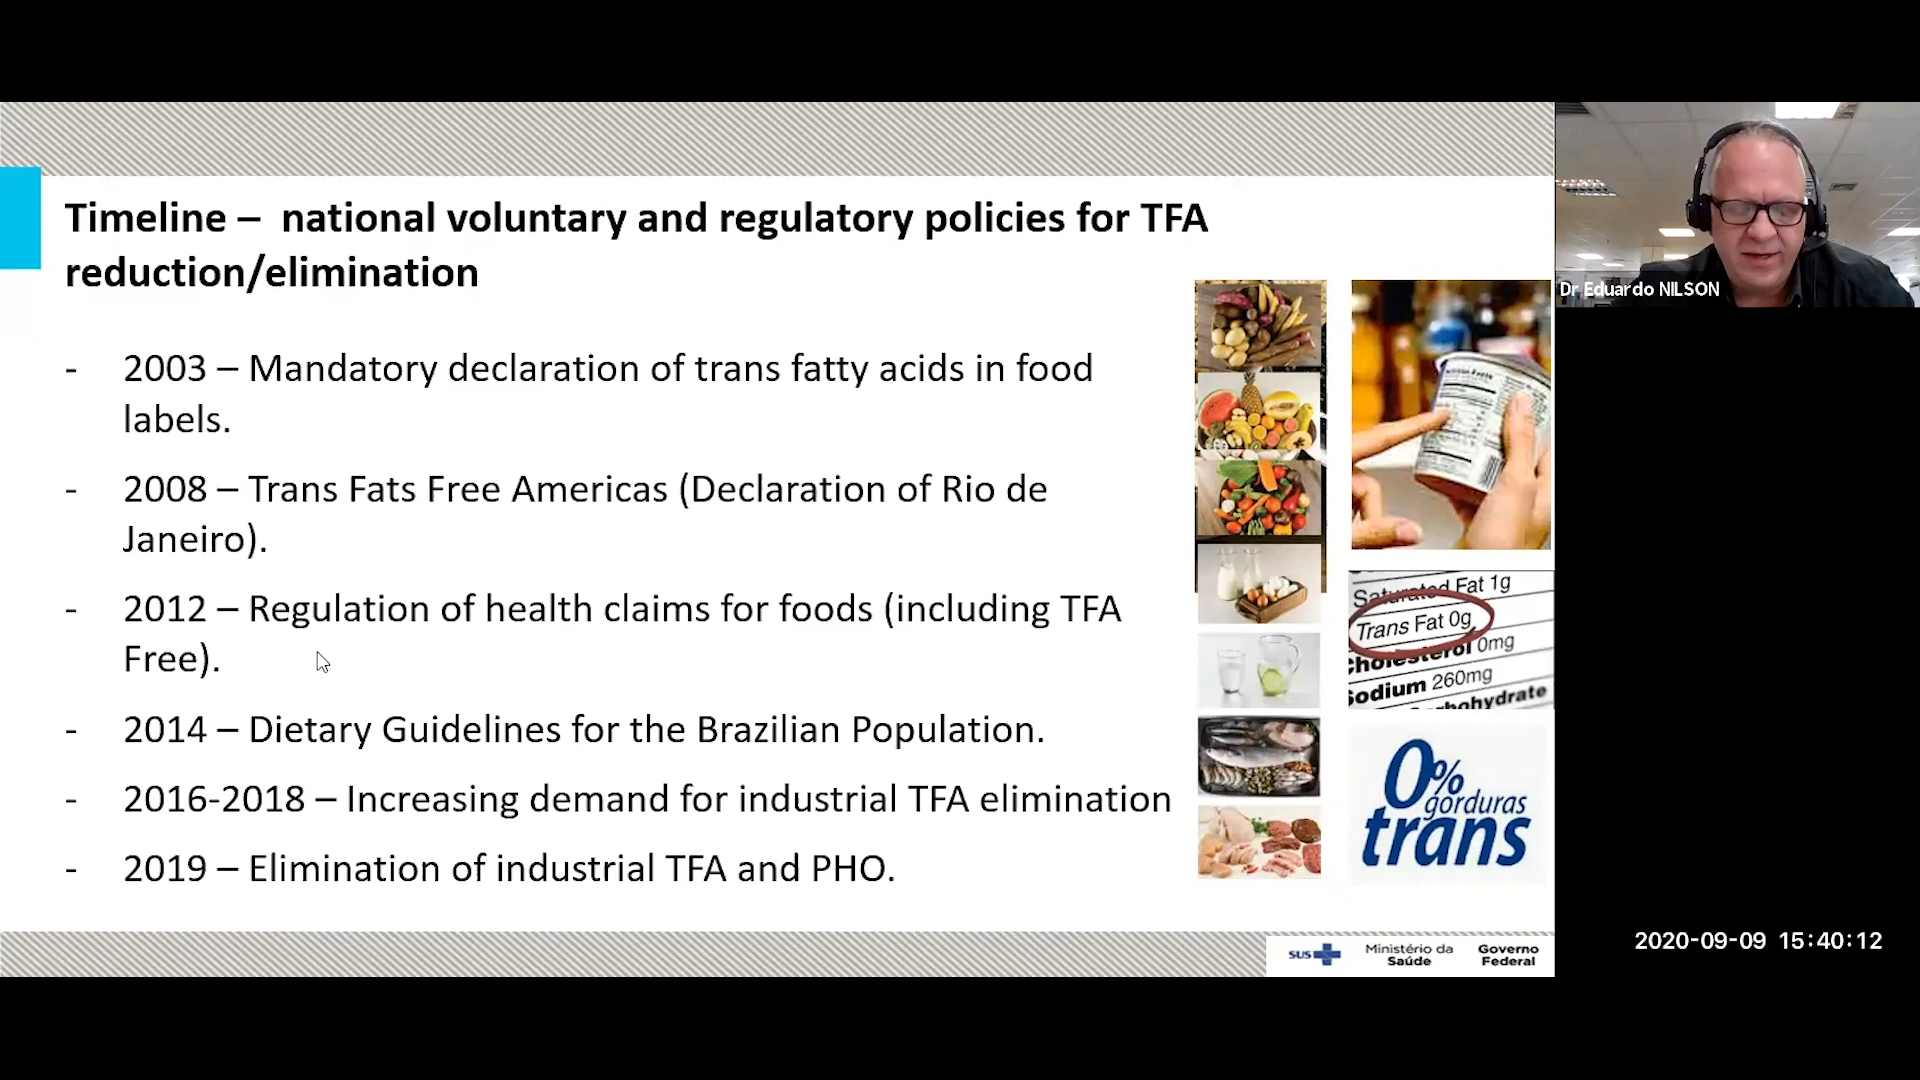 Timeline –  national voluntary and regulatory policies for TFA
reduction/elimination
- 2003 – Mandatory declaration of trans fatty acids in food
labels.
- 2008 – Trans Fats Free Americas (Declaration of Rio de
Janeiro).
- 2012 – Regulation of health claims for foods (including TFA
Free).
- 2014 – Dietary Guidelines for the Brazilian Population.
- 2016-2018 – Increasing demand for industrial TFA elimination
- 2019 – Elimination of industrial TFA and PHO.
Saturated Fat 1g
Trans Fat 0g
Cholesterol 0mg
Sodium 260mg
0%
gorduras
trans
SUS
Ministério da
Saúde
Governo
Federal
Dr Eduardo NILSON
2020-09-09 15:40:12